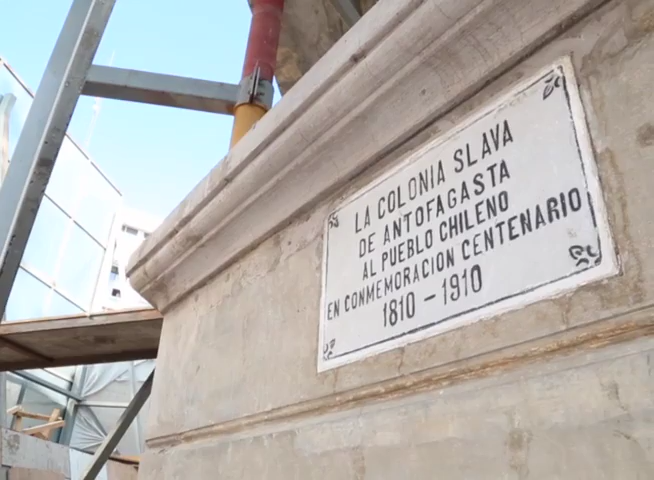 LA COLONIA SLAVA
DE ANTOFAGASTA
AL PUEBLO CHILENO
EN CONMEMORACION CENTENARIO
1810 - 1910